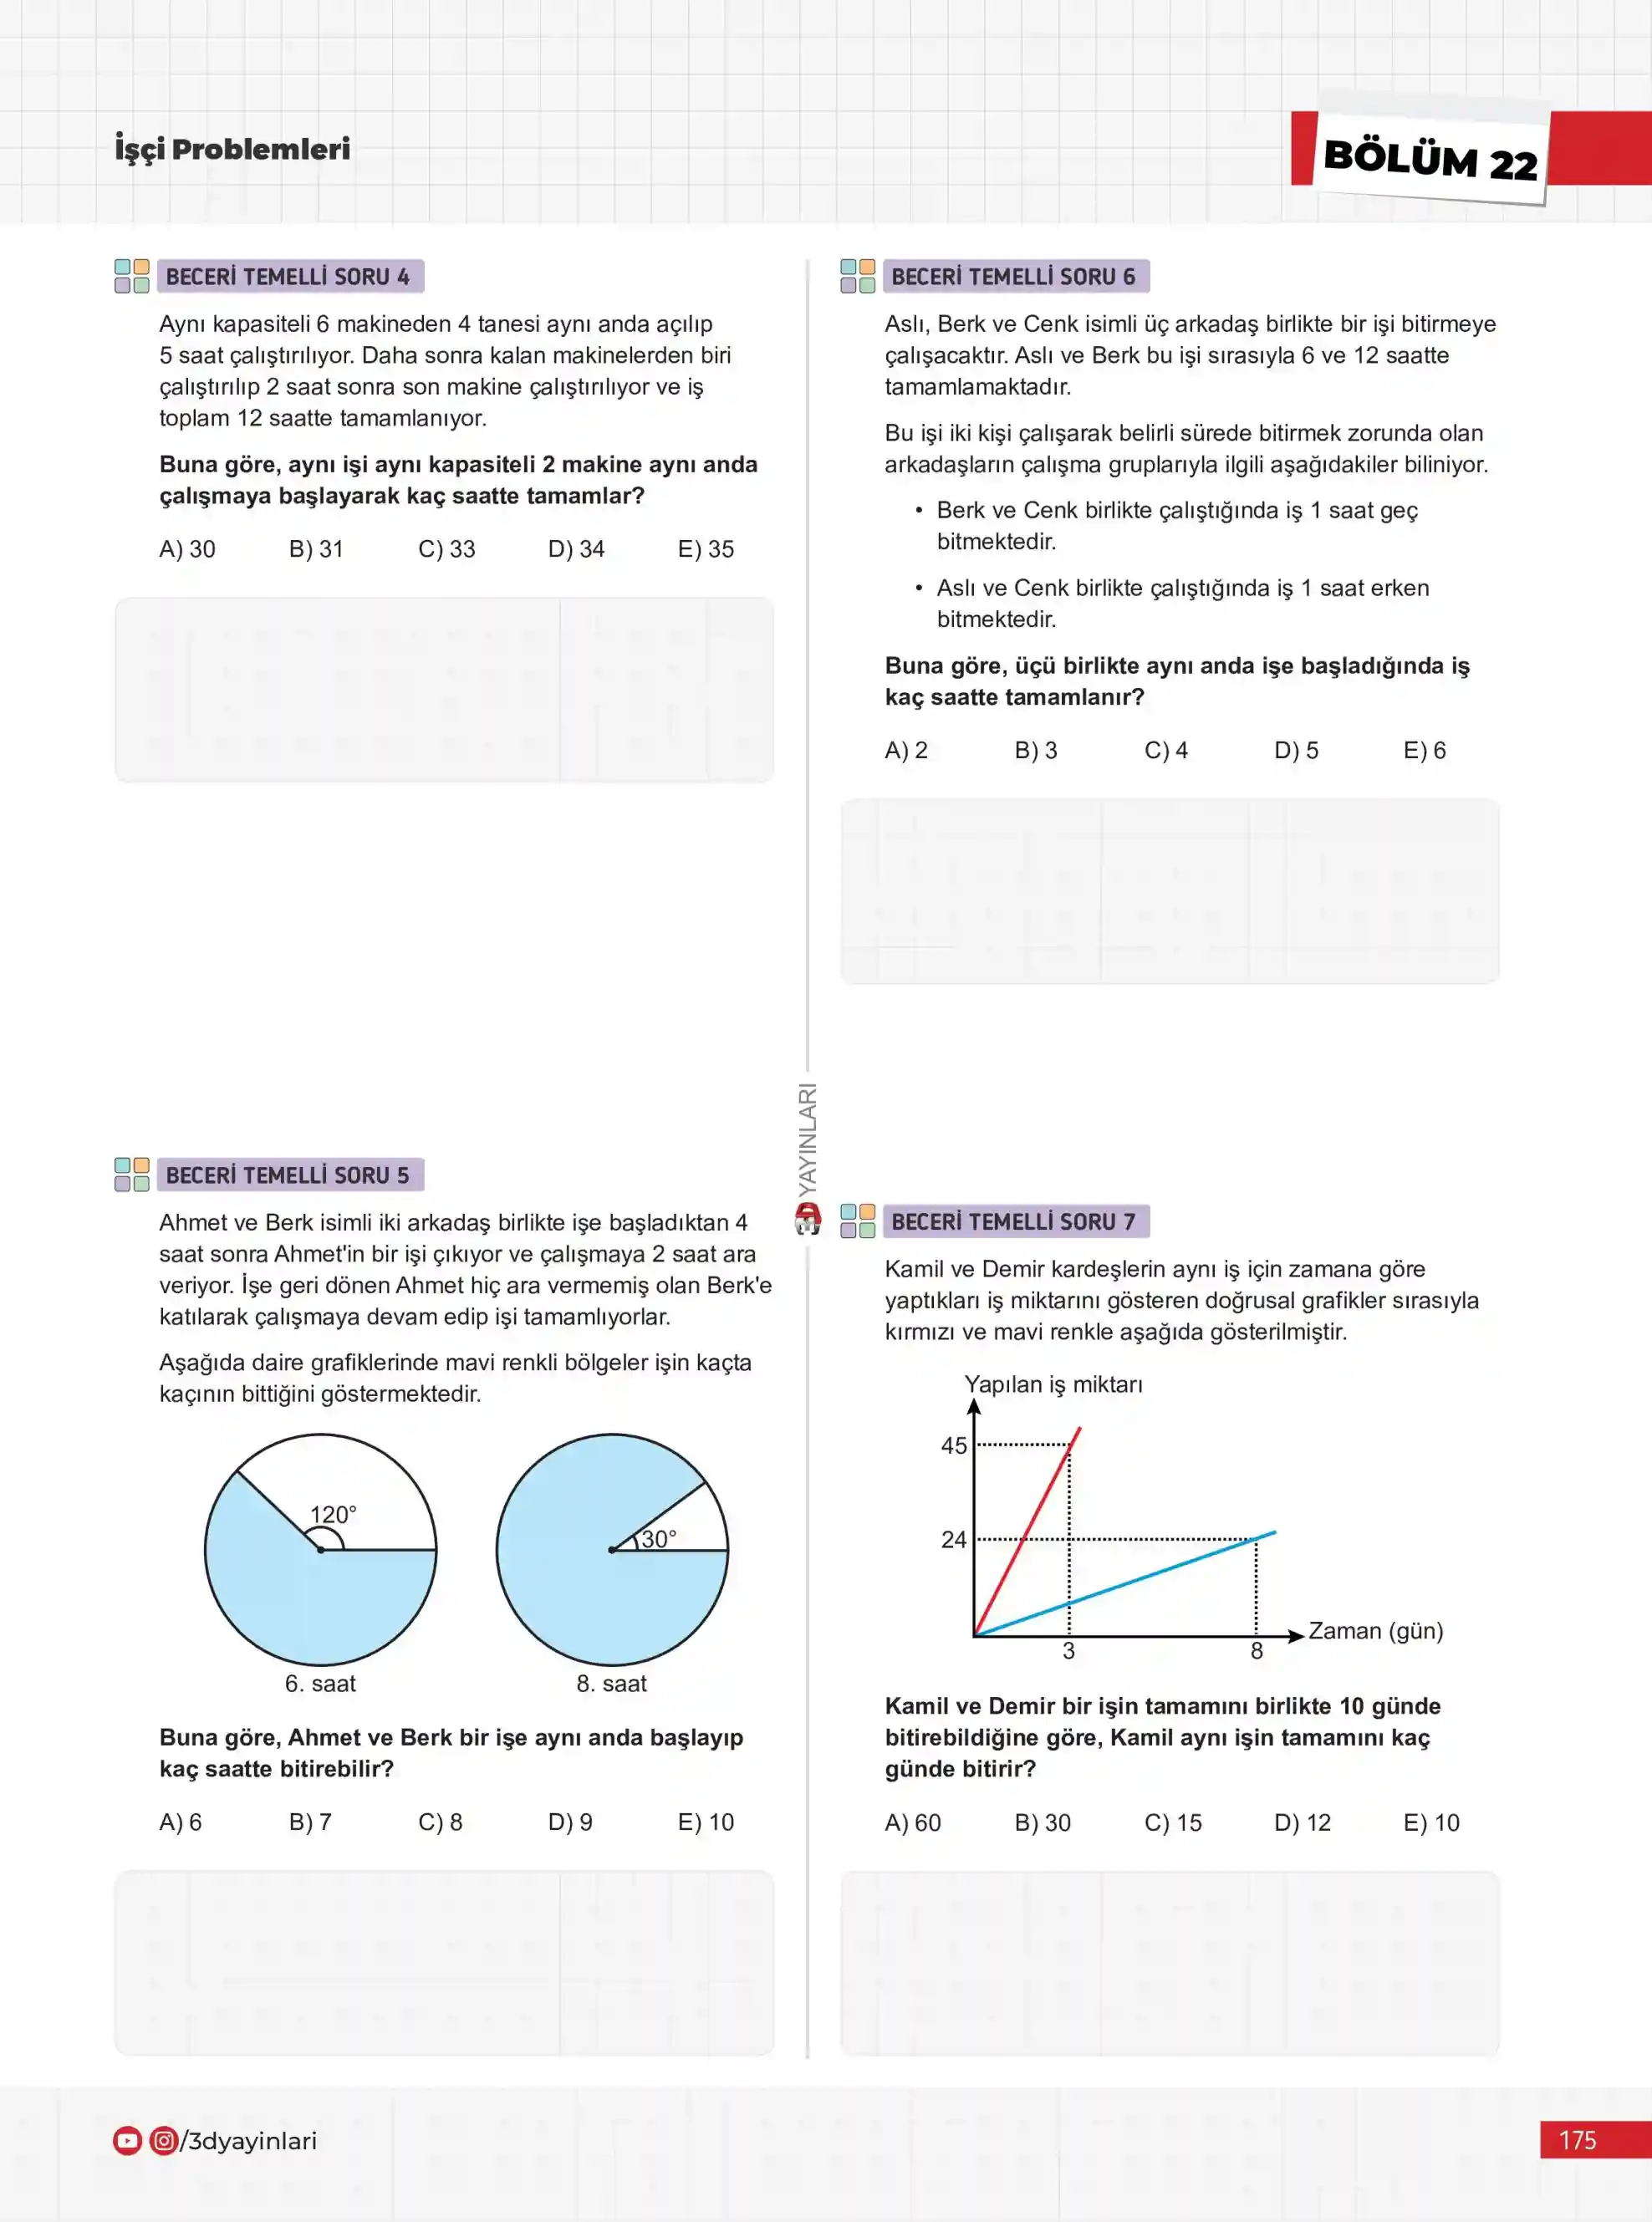 İşçi Problemleri
BÖLÜM 22
BECERİ TEMELLİ SORU 4
Aynı kapasiteli 6 makineden 4 tanesi aynı anda açılıp
5 saat çalıştırılıyor. Daha sonra kalan makinelerden biri
çalıştırılıp 2 saat sonra son makine çalıştırılıyor ve iş
toplam 12 saatte tamamlanıyor.
Buna göre, aynı işi aynı kapasiteli 2 makine aynı anda
çalışmaya başlayarak kaç saatte tamamlar?
A) 30 B) 31 C) 33 D) 34 E) 35
BECERİ TEMELLİ SORU 5
Ahmet ve Berk isimli iki arkadaş birlikte işe başladıktan 4
saat sonra Ahmet'in bir işi çıkıyor ve çalışmaya 2 saat ara
veriyor. İşe geri dönen Ahmet hiç ara vermemiş olan Berk'e
katılarak çalışmaya devam edip işi tamamlıyorlar.
Aşağıda daire grafiklerinde mavi renkli bölgeler işin kaçta
kaçının bittiğini göstermektedir.
120°
30°
6. saat
8. saat
Buna göre, Ahmet ve Berk bir işe aynı anda başlayıp
kaç saatte bitirebilir?
A) 6 B) 7 C) 8 D) 9 E) 10
YAYINLARI
BECERİ TEMELLİ SORU 6
Aslı, Berk ve Cenk isimli üç arkadaş birlikte bir işi bitirmeye
çalışacaktır. Aslı ve Berk bu işi sırasıyla 6 ve 12 saatte
tamamlamaktadır.
Bu işi iki kişi çalışarak belirli sürede bitirmek zorunda olan
arkadaşların çalışma gruplarıyla ilgili aşağıdakiler biliniyor.
• Berk ve Cenk birlikte çalıştığında iş 1 saat geç
bitmektedir.
• Aslı ve Cenk birlikte çalıştığında iş 1 saat erken
bitmektedir.
Buna göre, üçü birlikte aynı anda işe başladığında iş
kaç saatte tamamlanır?
A) 2 B) 3 C) 4 D) 5 E) 6
BECERİ TEMELLİ SORU 7
Kamil ve Demir kardeşlerin aynı iş için zamana göre
yaptıkları iş miktarını gösteren doğrusal grafikler sırasıyla
kırmızı ve mavi renkle aşağıda gösterilmiştir.
Yapılan iş miktarı
45
24
Zaman (gün)
3
8
Kamil ve Demir bir işin tamamını birlikte 10 günde
bitirebildiğine göre, Kamil aynı işin tamamını kaç
günde bitirir?
A) 60 B) 30 C) 15 D) 12 E) 10
/3dyayinlari
175